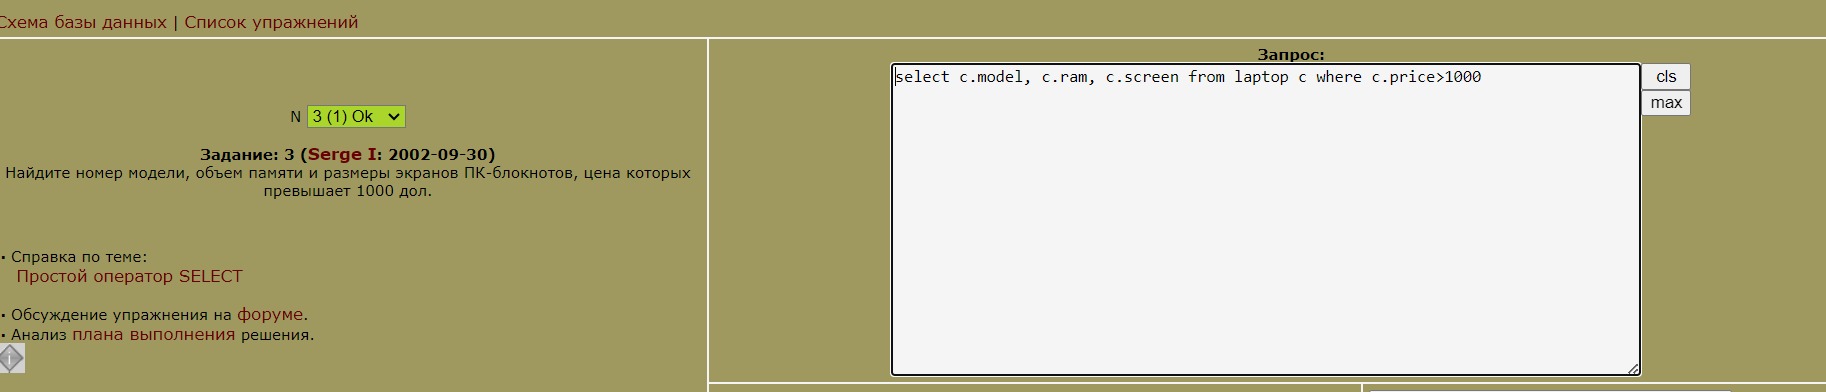 Схема базы данных | Список упражнений
Запрос:
select c.model, c.ram, c.screen from laptop c where c.price>1000
cls
max
N 3 (1) Ok
Задание: 3 (Serge I: 2002-09-30)
Найдите номер модели, объем памяти и размеры экранов ПК-блокнотов, цена которых
превышает 1000 дол.
· Справка по теме:
Простой оператор SELECT
· Обсуждение упражнения на форуме.
· Анализ плана выполнения решения.
i